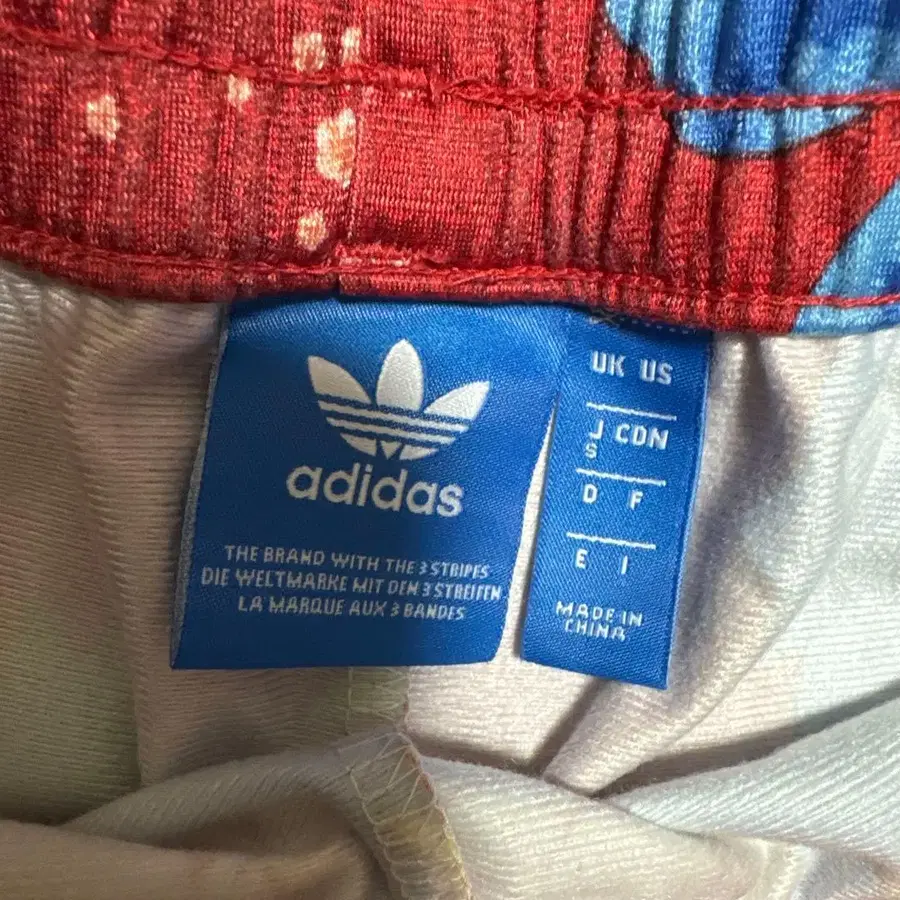 adidas
THE BRAND WITH THE 3 STRIPES
DIE WELTMARKE MIT DEN 3 STREIFEN
LA MARQUE AUX 3 BANDES
UK US
J CDN
S
D F
E I
MADE IN
CHINA